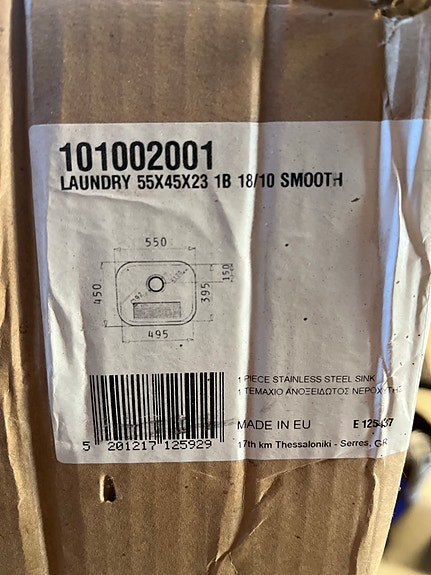 101002001
LAUNDRY 55X45X23 1B 18/10 SMOOTH
550
450
150
395
495
1 PIECE STAINLESS STEEL SINK
1 ΤΕΜΑΧΙΟ ΑΝΟΞΕΙΔΩΤΟΣ
MADE IN EU
5 201217 125929
17th km Thessaloniki - Serres, GR